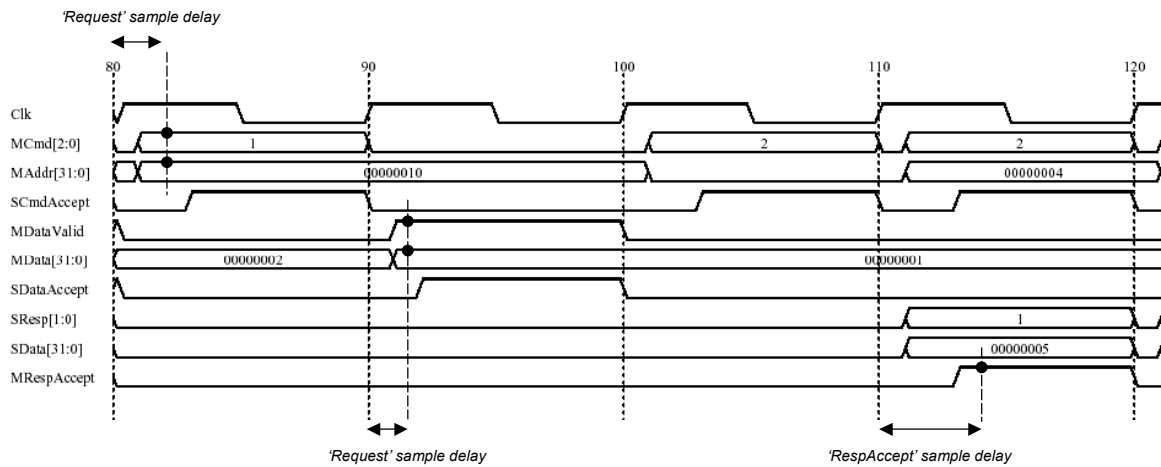 ‘Request’ sample delay
80 90 100 110 120
Clk
MCmd[2:0] 1 2 2
MAddr[31:0] 00000010 00000004
SCmdAccept
MDataValid
MData[31:0] 00000002 00000001
SDataAccept
SResp[1:0] 1
SData[31:0] 00000005
MRespAccept
‘Request’ sample delay ‘RespAccept’ sample delay